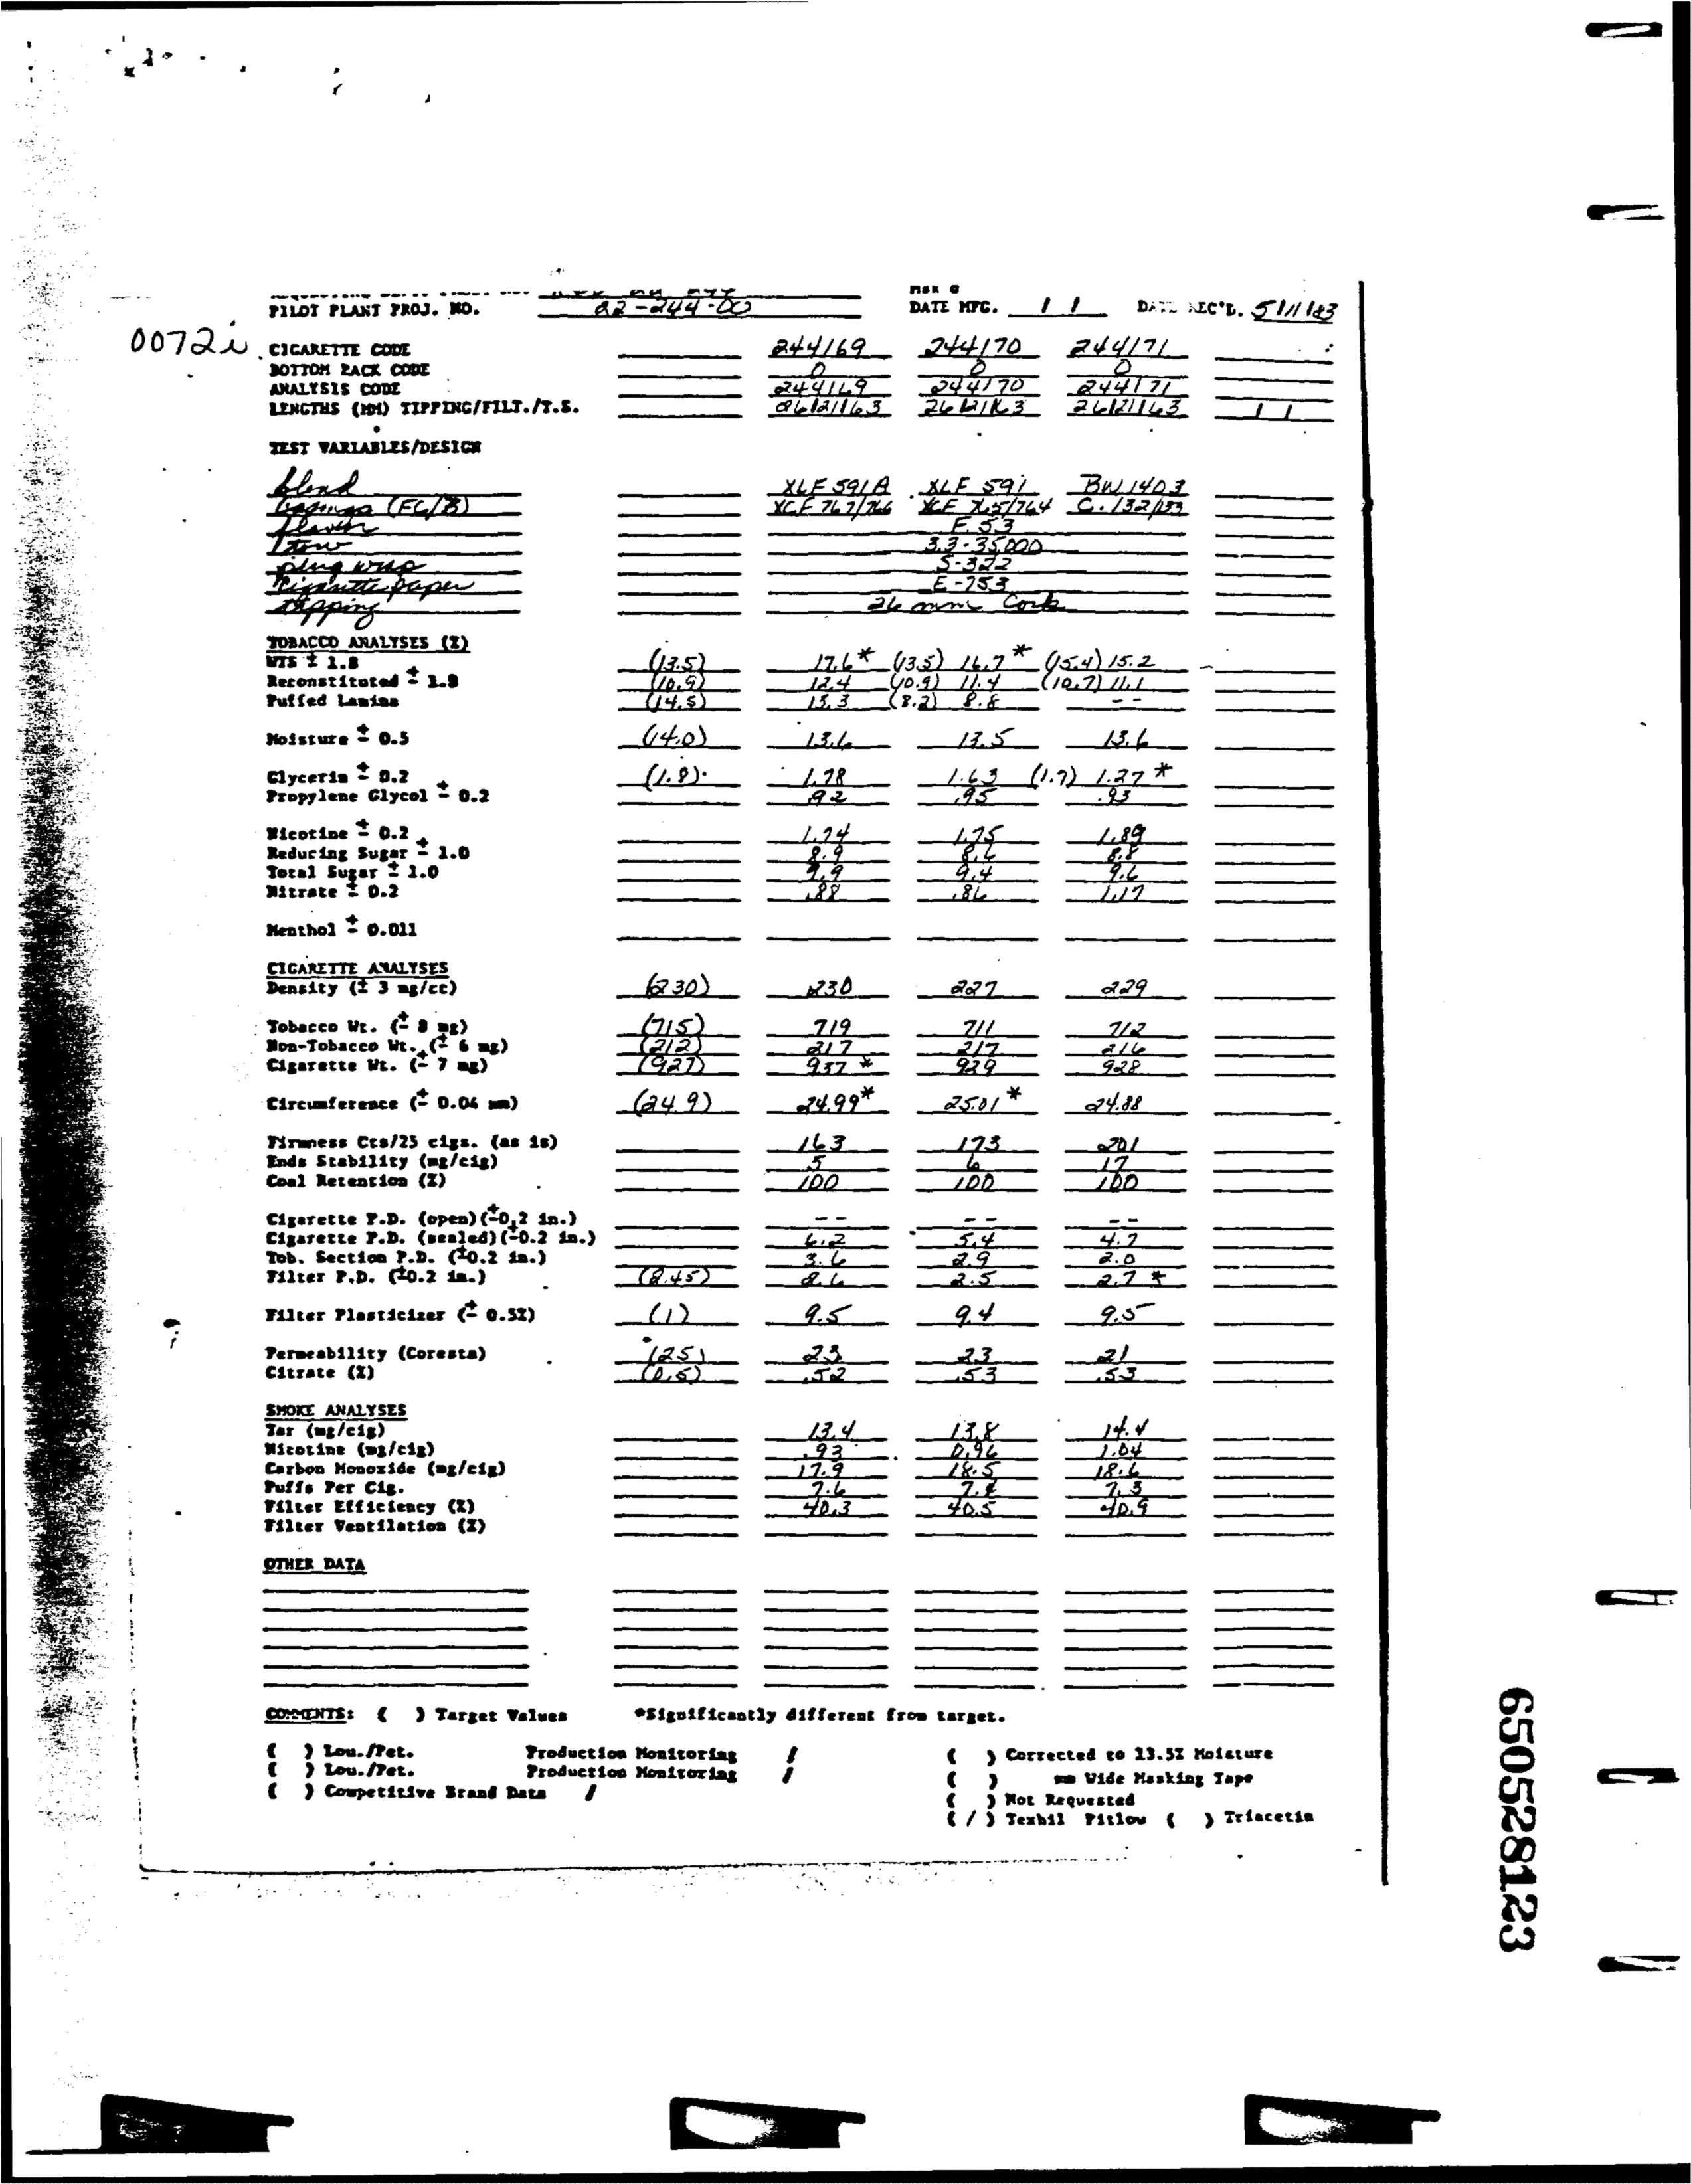 PILOT PLANT PROJ. NO. 22-244-00 DATE MFG. / / DATE REC'D. 5/11/83
0072i
CIGARETTE CODE 244169 244170 244171
BOTTOM PACK CODE 0 0 0
ANALYSIS CODE 244169 244170 244171
LENGTHS (MM) TIPPING/FILT./T.S. 26/21/63 26/21/63 26/21/63 / /
TEST VARIABLES/DESIGN
blend XLF 591A XLF 591 BW 1403
casings (FC/B) XCF 767/766 XCF 765/764 C-132/
flavor F.53
tow 3.3-35,000
plug wrap S-322
Cigarette paper E-753
tipping 26 mm Cork
TOBACCO ANALYSES (%)
WTS ± 1.8 (13.5) 17.6* (13.5) 16.7* (15.4) 15.2
Reconstituted ± 1.8 (10.9) 12.4 (10.9) 11.4 (10.7) 11.1
Puffed Lamina (14.5) 15.3 (8.2) 8.8 --
Moisture ± 0.5 (14.0) 13.6 13.5 13.6
Glycerin ± 0.2 (1.8) 1.78 1.63 (1.7) 1.27*
Propylene Glycol ± 0.2 .92 .95 .93
Nicotine ± 0.2 1.74 1.75 1.89
Reducing Sugar ± 1.0 8.9 8.6 8.8
Total Sugar ± 1.0 9.9 9.4 9.6
Nitrate ± 0.2 .88 .86 1.17
Menthol ± 0.011
CIGARETTE ANALYSES
Density (± 3 mg/cc) (230) 230 227 229
Tobacco Wt. (± 8 mg) (715) 719 711 712
Non-Tobacco Wt. (± 6 mg) (212) 217 217 216
Cigarette Wt. (± 7 mg) (927) 937 * 929 928
Circumference (± 0.04 mm) (24.9) 24.99* 25.01* 24.88
Firmness Cts/25 cigs. (as is) 163 173 201
Ends Stability (mg/cig) 5 6 17
Coal Retention (%) 100 100 100
Cigarette P.D. (open)(±0.2 in.) -- -- --
Cigarette P.D. (sealed)(±0.2 in.) 6.2 5.4 4.7
Tob. Section P.D. (±0.2 in.) 3.6 2.9 2.0
Filter P.D. (±0.2 in.) (2.45) 2.6 2.5 2.7 *
Filter Plasticizer (± 0.5%) (1) 9.5 9.4 9.5
Permeability (Coresta) (25) 23 23 21
Citrate (%) (0.5) .52 .53 .53
SMOKE ANALYSES
Tar (mg/cig) 13.4 13.8 14.4
Nicotine (mg/cig) .93 0.96 1.04
Carbon Monoxide (mg/cig) 17.9 18.5 18.6
Puffs Per Cig. 7.6 7.3
Filter Efficiency (%) 40.3 40.5 40.9
Filter Ventilation (%)
OTHER DATA
COMMENTS: ( ) Target Values *Significantly different from target.
( ) Lou./Pet. Production Monitoring / ( ) Corrected to 13.5% Moisture
( ) Lou./Pet. Production Monitoring / ( ) mm Wide Masking Tape
( ) Competitive Brand Data / ( ) Not Requested
( / ) Texhil Pitlow ( ) Triacetin
650528123